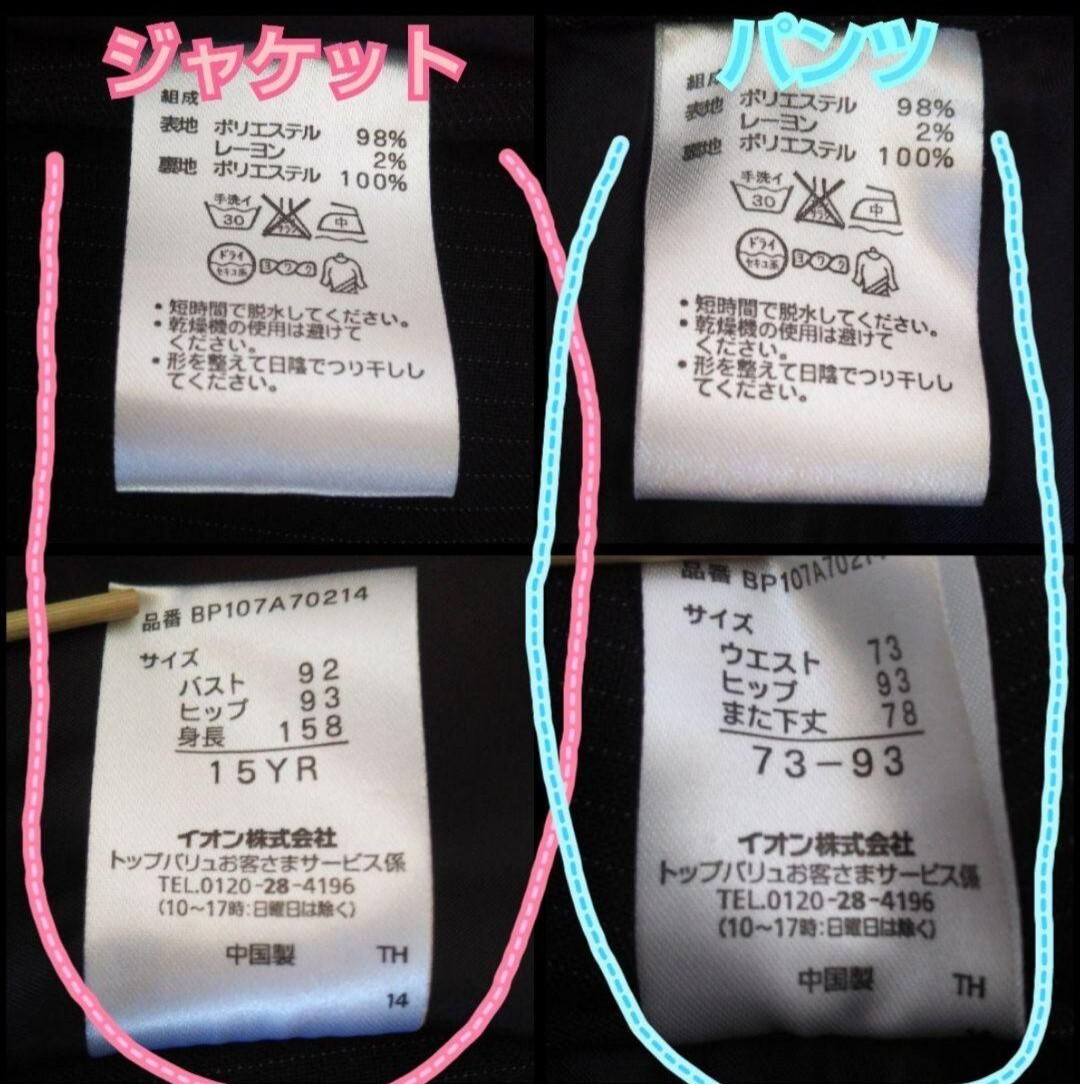 ジャケット
組成
表地 ポリエステル 98%
レーヨン 2%
裏地 ポリエステル 100%
手洗イ
30
中
ドライ
セキユ系
ヨワク
・短時間で脱水してください。
・乾燥機の使用は避けて
ください。
・形を整えて日陰でつり干しし
てください。
品番 BP107A70214
サイズ
バスト 92
ヒップ 93
身長 158
15YR
イオン株式会社
トップバリュお客さまサービス係
TEL.0120-28-4196
(10～17時:日曜日は除く)
中国製 TH
14
パンツ
組成
表地 ポリエステル 98%
レーヨン 2%
裏地 ポリエステル 100%
手洗イ
30
中
ドライ
セキユ系
ヨワク
・短時間で脱水してください。
・乾燥機の使用は避けて
ください。
・形を整えて日陰でつり干しし
てください。
品番 BP107A7021
サイズ
ウエスト 73
ヒップ 93
また下丈 78
73-93
イオン株式会社
トップバリュお客さまサービス係
TEL.0120-28-4196
(10～17時:日曜日は除く)
中国製 TH